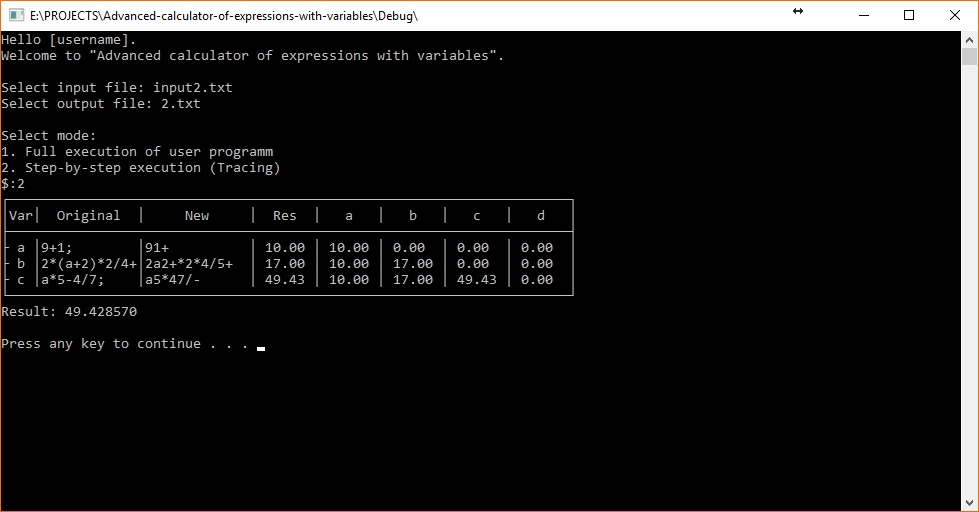 E:\PROJECTS\Advanced-calculator-of-expressions-with-variables\Debug\
Hello [username].
Welcome to "Advanced calculator of expressions with variables".
Select input file: input2.txt
Select output file: 2.txt
Select mode:
1. Full execution of user programm
2. Step-by-step execution (Tracing)
$:2
Var| Original | New | Res | a | b | c | d
a |9+1; |91+ | 10.00 | 10.00 | 0.00 | 0.00 | 0.00
b |2*(a+2)*2/4+|2a2+*2*4/5+ | 17.00 | 10.00 | 17.00 | 0.00 | 0.00
c |a*5-4/7; |a5*47/- | 49.43 | 10.00 | 17.00 | 49.43 | 0.00
Result: 49.428570
Press any key to continue . . .